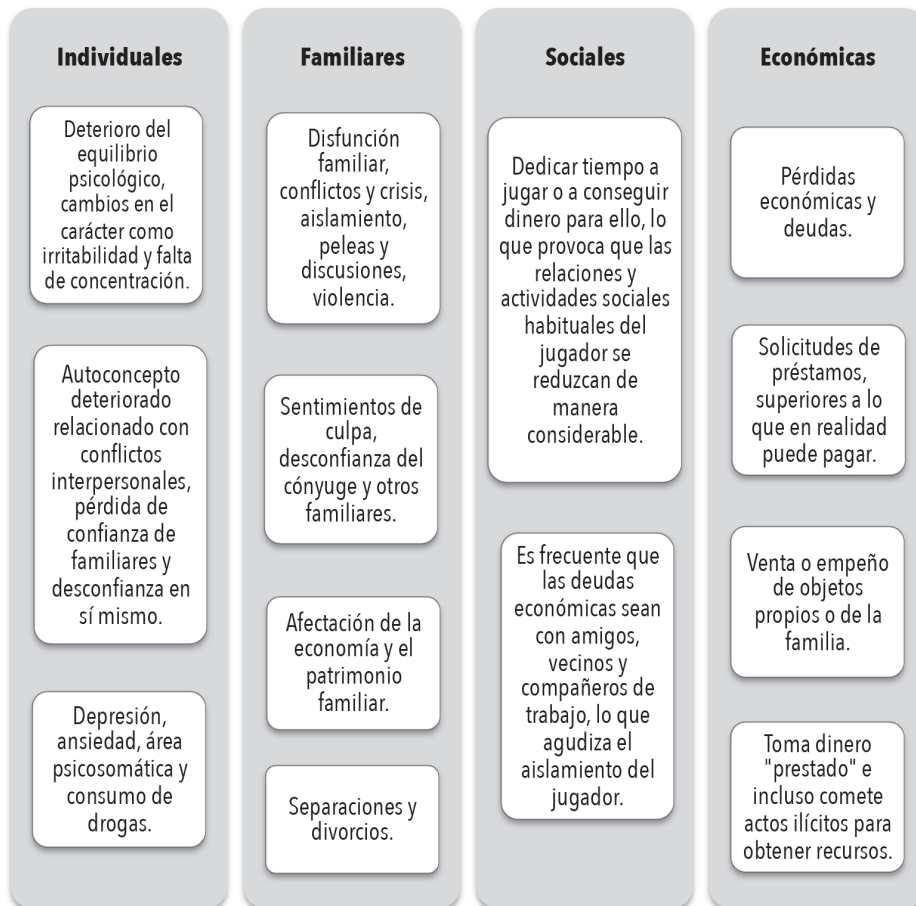 Individuales
Deterioro del
equilibrio
psicológico,
cambios en el
carácter como
irritabilidad y falta
de concentración.
Autoconcepto
deteriorado
relacionado con
conflictos
interpersonales,
pérdida de
confianza de
familiares y
desconfianza en
sí mismo.
Depresión,
ansiedad, área
psicosomática y
consumo de
drogas.
Familiares
Disfunción
familiar,
conflictos y crisis,
aislamiento,
peleas y
discusiones,
violencia.
Sentimientos de
culpa,
desconfianza del
cónyuge y otros
familiares.
Afectación de la
economía y el
patrimonio
familiar.
Separaciones y
divorcios.
Sociales
Dedicar tiempo a
jugar o a conseguir
dinero para ello, lo
que provoca que las
relaciones y
actividades sociales
habituales del
jugador se
reduzcan de
manera
considerable.
Es frecuente que
las deudas
económicas sean
con amigos,
vecinos y
compañeros de
trabajo, lo que
agudiza el
aislamiento del
jugador.
Económicas
Pérdidas
económicas y
deudas.
Solicitudes de
préstamos,
superiores a lo
que en realidad
puede pagar.
Venta o empeño
de objetos
propios o de la
familia.
Toma dinero
"prestado" e
incluso comete
actos ilícitos para
obtener recursos.